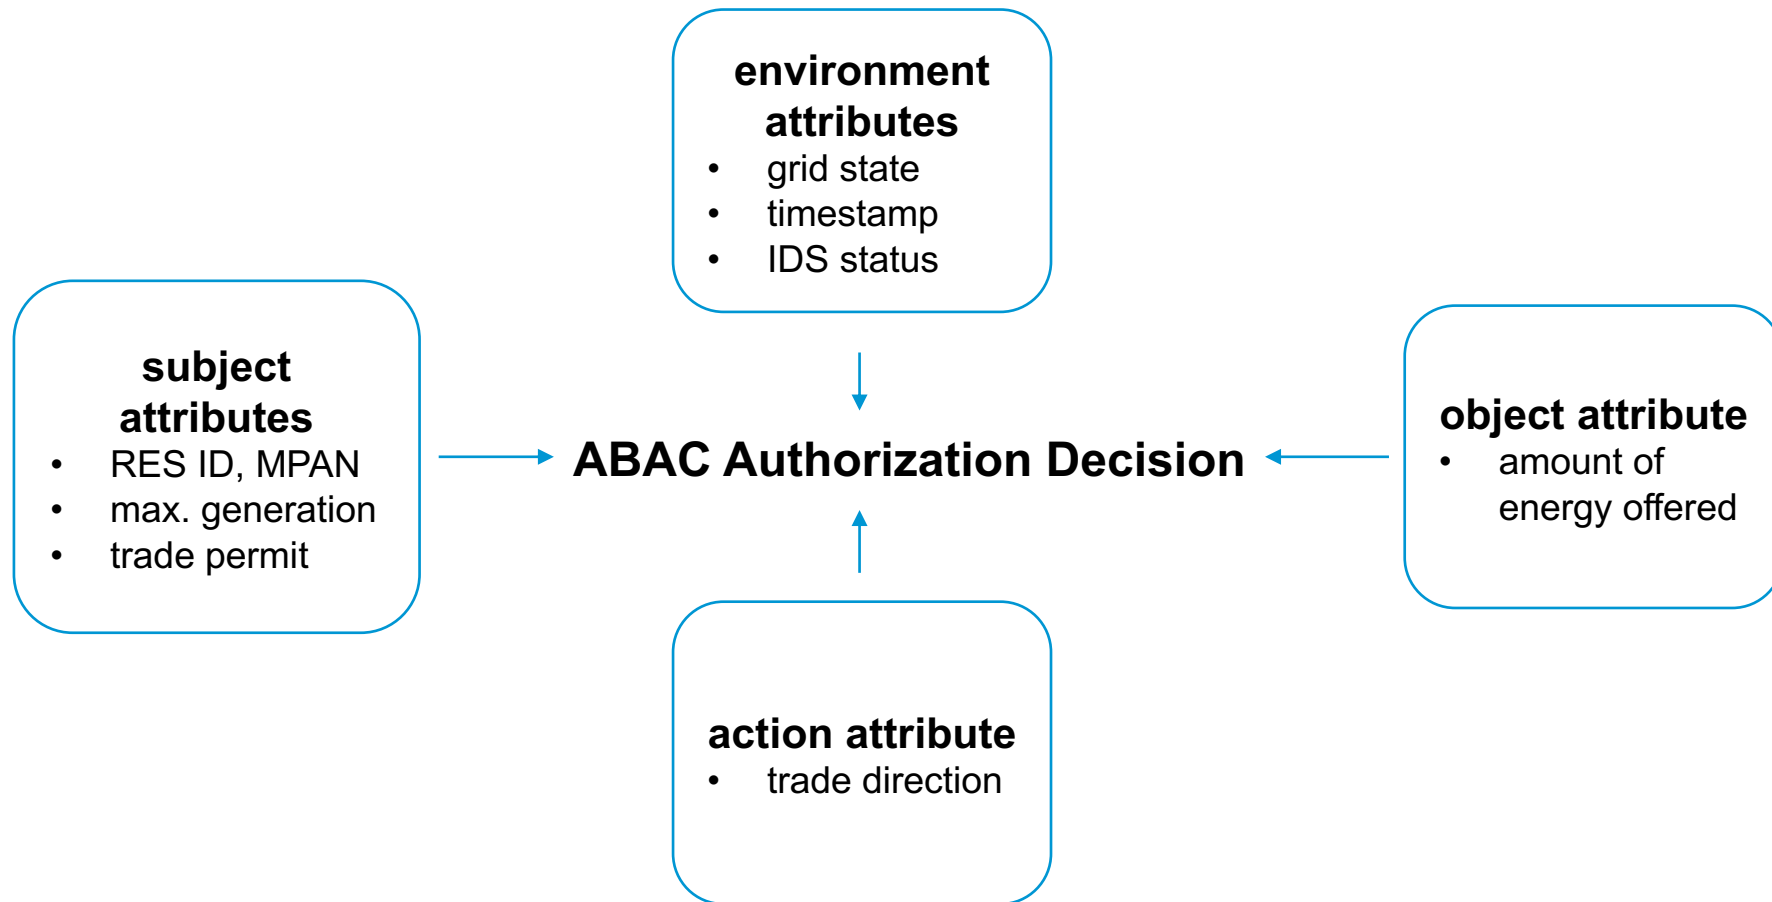 environment
attributes
• grid state
• timestamp
• IDS status
subject
attributes
• RES ID, MPAN
• max. generation
• trade permit
ABAC Authorization Decision
object attribute
• amount of
energy offered
action attribute
• trade direction